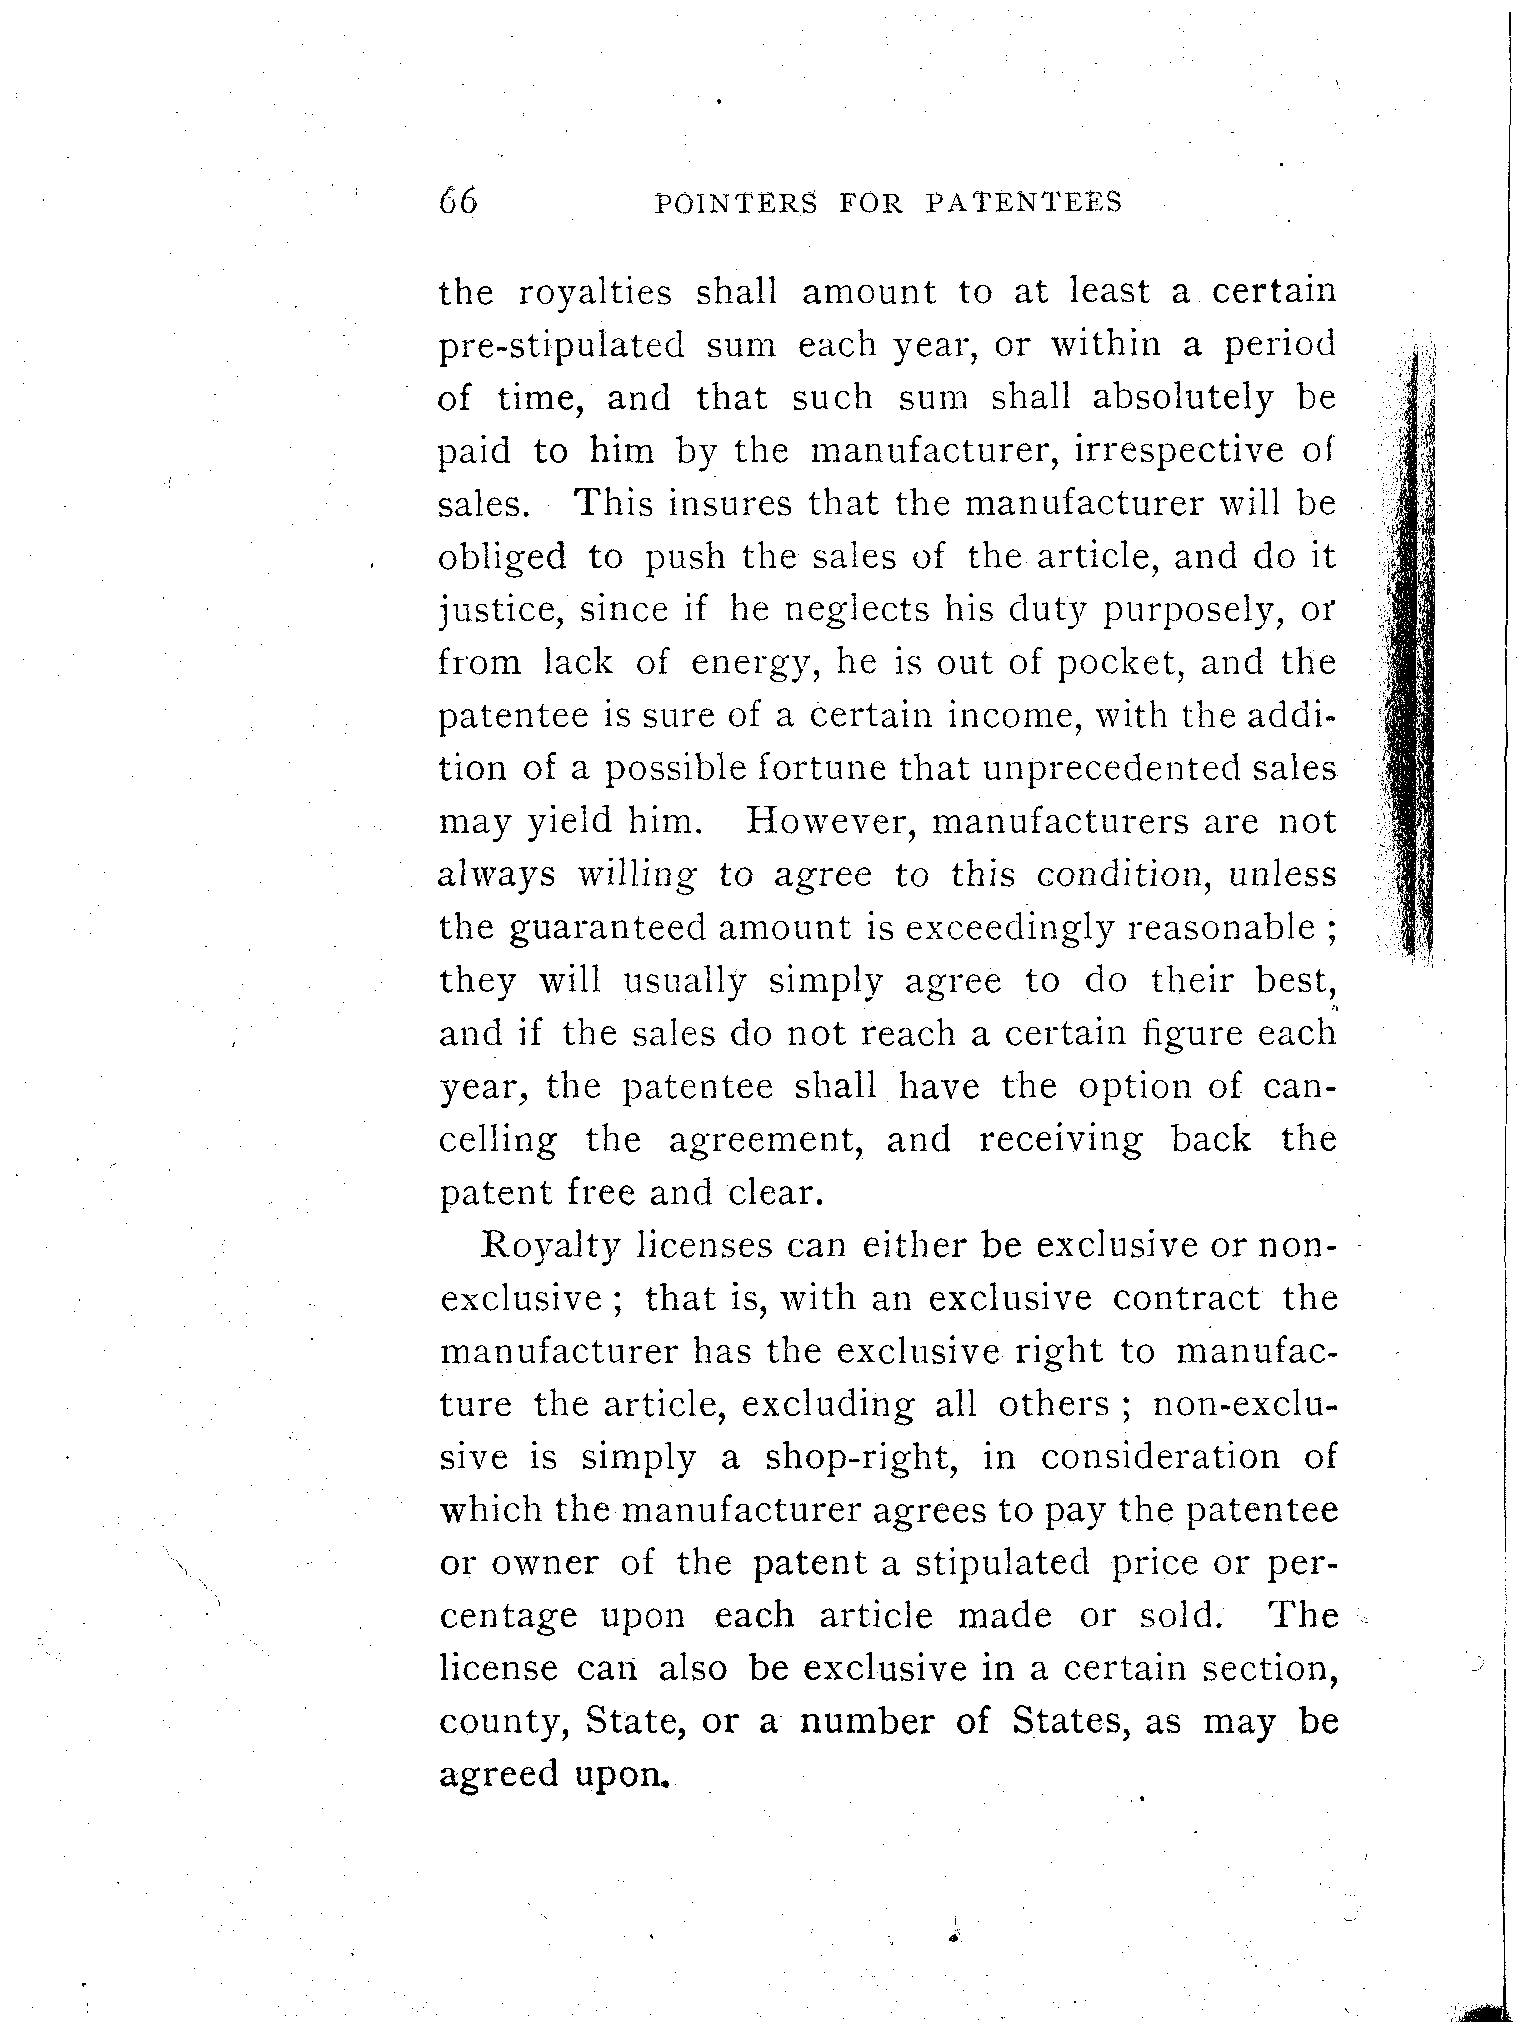 66 POINTERS FOR PATENTEES
the royalties shall amount to at least a certain
pre-stipulated sum each year, or within a period
of time, and that such sum shall absolutely be
paid to him by the manufacturer, irrespective of
sales. This insures that the manufacturer will be
obliged to push the sales of the article, and do it
justice, since if he neglects his duty purposely, or
from lack of energy, he is out of pocket, and the
patentee is sure of a certain income, with the addi-
tion of a possible fortune that unprecedented sales
may yield him. However, manufacturers are not
always willing to agree to this condition, unless
the guaranteed amount is exceedingly reasonable ;
they will usually simply agree to do their best,
and if the sales do not reach a certain figure each
year, the patentee shall have the option of can-
celling the agreement, and receiving back the
patent free and clear.
Royalty licenses can either be exclusive or non-
exclusive ; that is, with an exclusive contract the
manufacturer has the exclusive right to manufac-
ture the article, excluding all others ; non-exclu-
sive is simply a shop-right, in consideration of
which the manufacturer agrees to pay the patentee
or owner of the patent a stipulated price or per-
centage upon each article made or sold. The
license can also be exclusive in a certain section,
county, State, or a number of States, as may be
agreed upon.